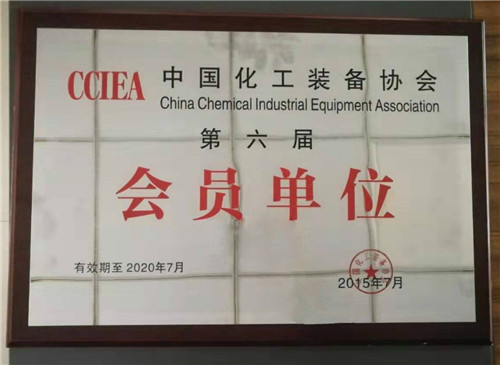 CCIEA 中国化工装备协会
China Chemical Industrial Equipment Association
第六届
会员单位
有效期至 2020年7月
2015年7月